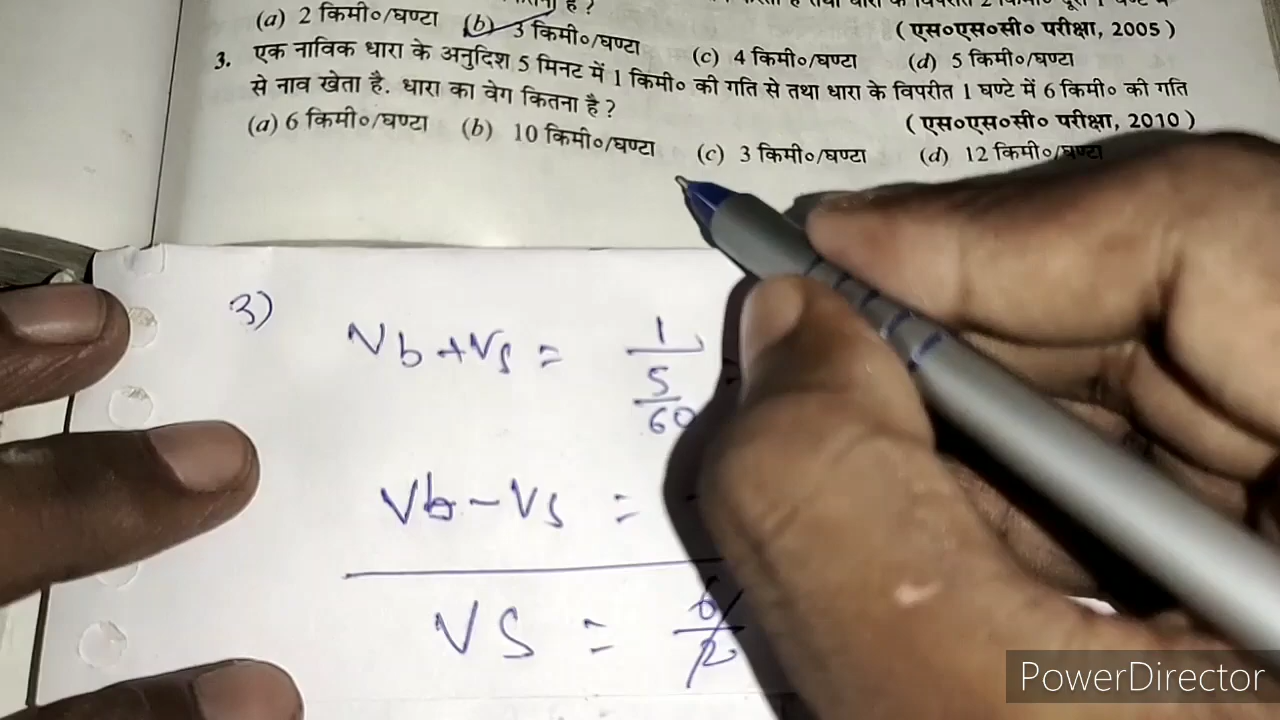 है ?
(a) 2 किमी०/घण्टा (b) 3 किमी०/घण्टा (c) 4 किमी०/घण्टा (d) 5 किमी०/घण्टा
(एस०एस०सी० परीक्षा, 2005)
3. एक नाविक धारा के अनुदिश 5 मिनट में 1 किमी० की गति से तथा धारा के विपरीत 1 घण्टे में 6 किमी० की गति
से नाव खेता है. धारा का वेग कितना है ?
(एस०एस०सी० परीक्षा, 2010)
(a) 6 किमी०/घण्टा (b) 10 किमी०/घण्टा (c) 3 किमी०/घण्टा (d) 12 किमी०/घण्टा
3)
Vb+Vs = 1
5
60
Vb-Vs =
VS = 6/2
PowerDirector